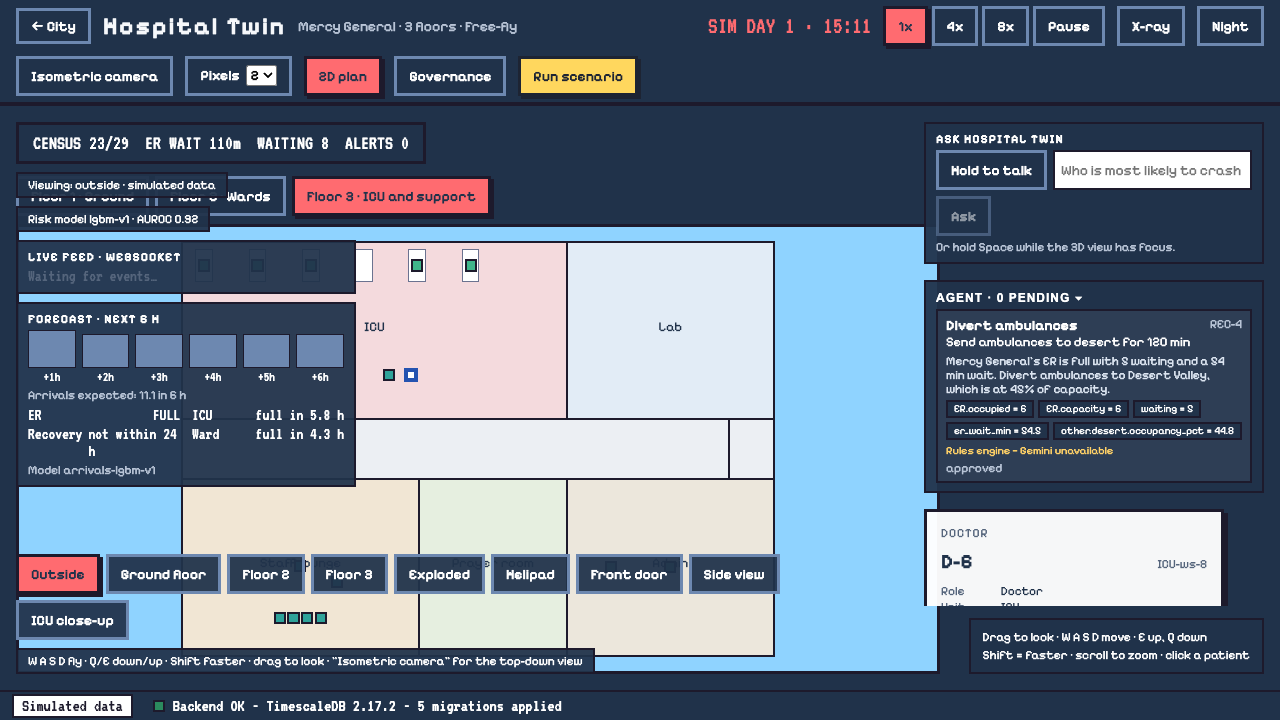 ← City
Hospital Twin
Mercy General · 3 floors · Free-fly
SIM DAY 1 · 15:11
1x
4x
8x
Pause
X-ray
Night
Isometric camera
Pixels 2
2D plan
Governance
Run scenario
CENSUS 23/29 ER WAIT 110m WAITING 8 ALERTS 0
Viewing: outside · simulated data
Wards
Floor 3 · ICU and support
Risk model lgbm-v1 · AUROC 0.92
LIVE FEED · WEBSOCKET
Waiting for events…
FORECAST · NEXT 6 H
+1h +2h +3h +4h +5h +6h
Arrivals expected: 11.1 in 6 h
ER FULL ICU full in 5.8 h
Recovery not within 24 h Ward full in 4.3 h
Model arrivals-lgbm-v1
ICU
Lab
Outside
Ground floor
Floor 2
Floor 3
Exploded
Helipad
Front door
Side view
ICU close-up
W A S D fly · Q/E down/up · Shift faster · drag to look · "Isometric camera" for the top-down view
ASK HOSPITAL TWIN
Hold to talk
Who is most likely to crash
Ask
Or hold Space while the 3D view has focus.
AGENT · 0 PENDING
Divert ambulances
REC-4
Send ambulances to desert for 120 min
Mercy General's ER is full with 5 waiting and a 54
min wait. Divert ambulances to Desert Valley,
which is at 45% of capacity.
ER.occupied = 6
ER.capacity = 6
waiting = 5
er.wait_min = 54.5
other.desert.occupancy_pct = 44.8
Rules engine - Gemini unavailable
approved
DOCTOR
D-6
ICU-ws-2
Role Doctor
Unit ICU
Drag to look · W A S D move · E up, Q down
Shift = faster · scroll to zoom · click a patient
Simulated data
Backend OK - TimescaleDB 2.17.2 - 5 migrations applied